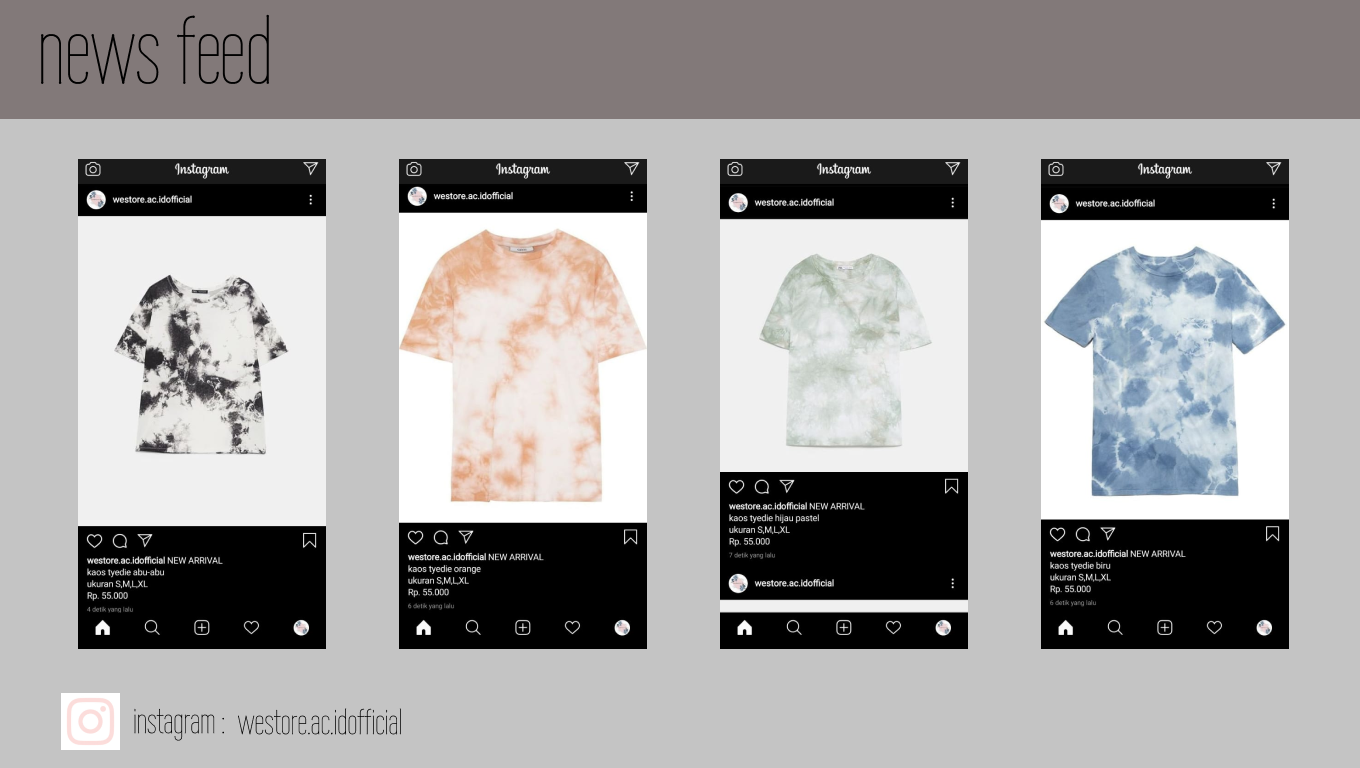 news feed
Instagram
westore.ac.idofficial
westore.ac.idofficial NEW ARRIVAL
kaos tyedie abu-abu
ukuran S,M,L,XL
Rp. 55.000
4 detik yang lalu
Instagram
westore.ac.idofficial
westore.ac.idofficial NEW ARRIVAL
kaos tyedie orange
ukuran S,M,L,XL
Rp. 55.000
6 detik yang lalu
Instagram
westore.ac.idofficial
westore.ac.idofficial NEW ARRIVAL
kaos tyedie hijau pastel
ukuran S,M,L,XL
Rp. 55.000
7 detik yang lalu
westore.ac.idofficial
Instagram
westore.ac.idofficial
westore.ac.idofficial NEW ARRIVAL
kaos tyedie biru
ukuran S,M,L,XL
Rp. 55.000
6 detik yang lalu
instagram : westore.ac.idofficial